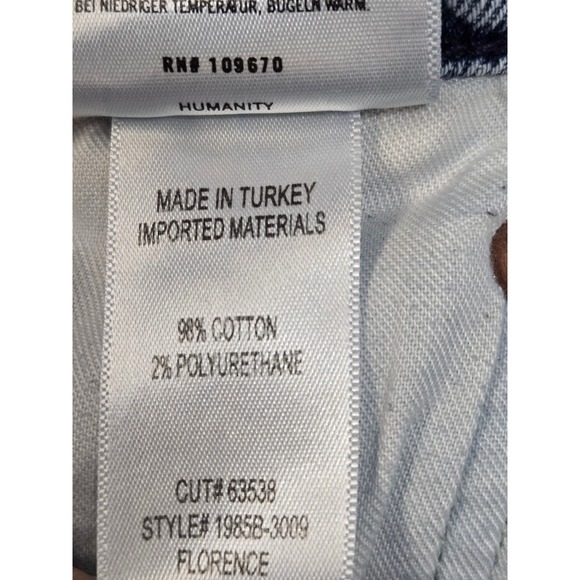 BEI NIEDRIGER TEMPERATUR, BÜGELN WARM.
RN# 109670
HUMANITY
MADE IN TURKEY
IMPORTED MATERIALS
98% COTTON
2% POLYURETHANE
CUT# 63538
STYLE# 1985B-3009
FLORENCE